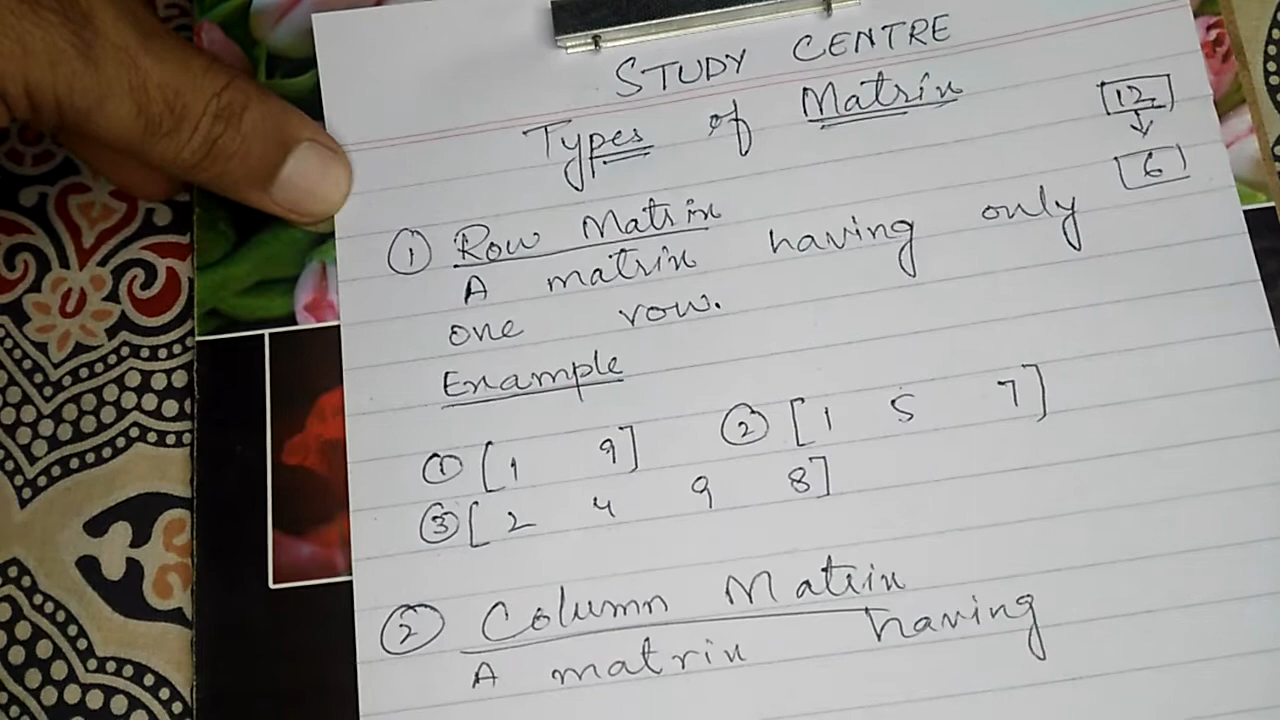 STUDY CENTRE
Types of Matrix
12
↓
6
① Row Matrix
A matrix having only
one row.
Example
① [1 9] ② [1 5 7]
③ [2 4 9 8]
② Column Matrix
A matrix having